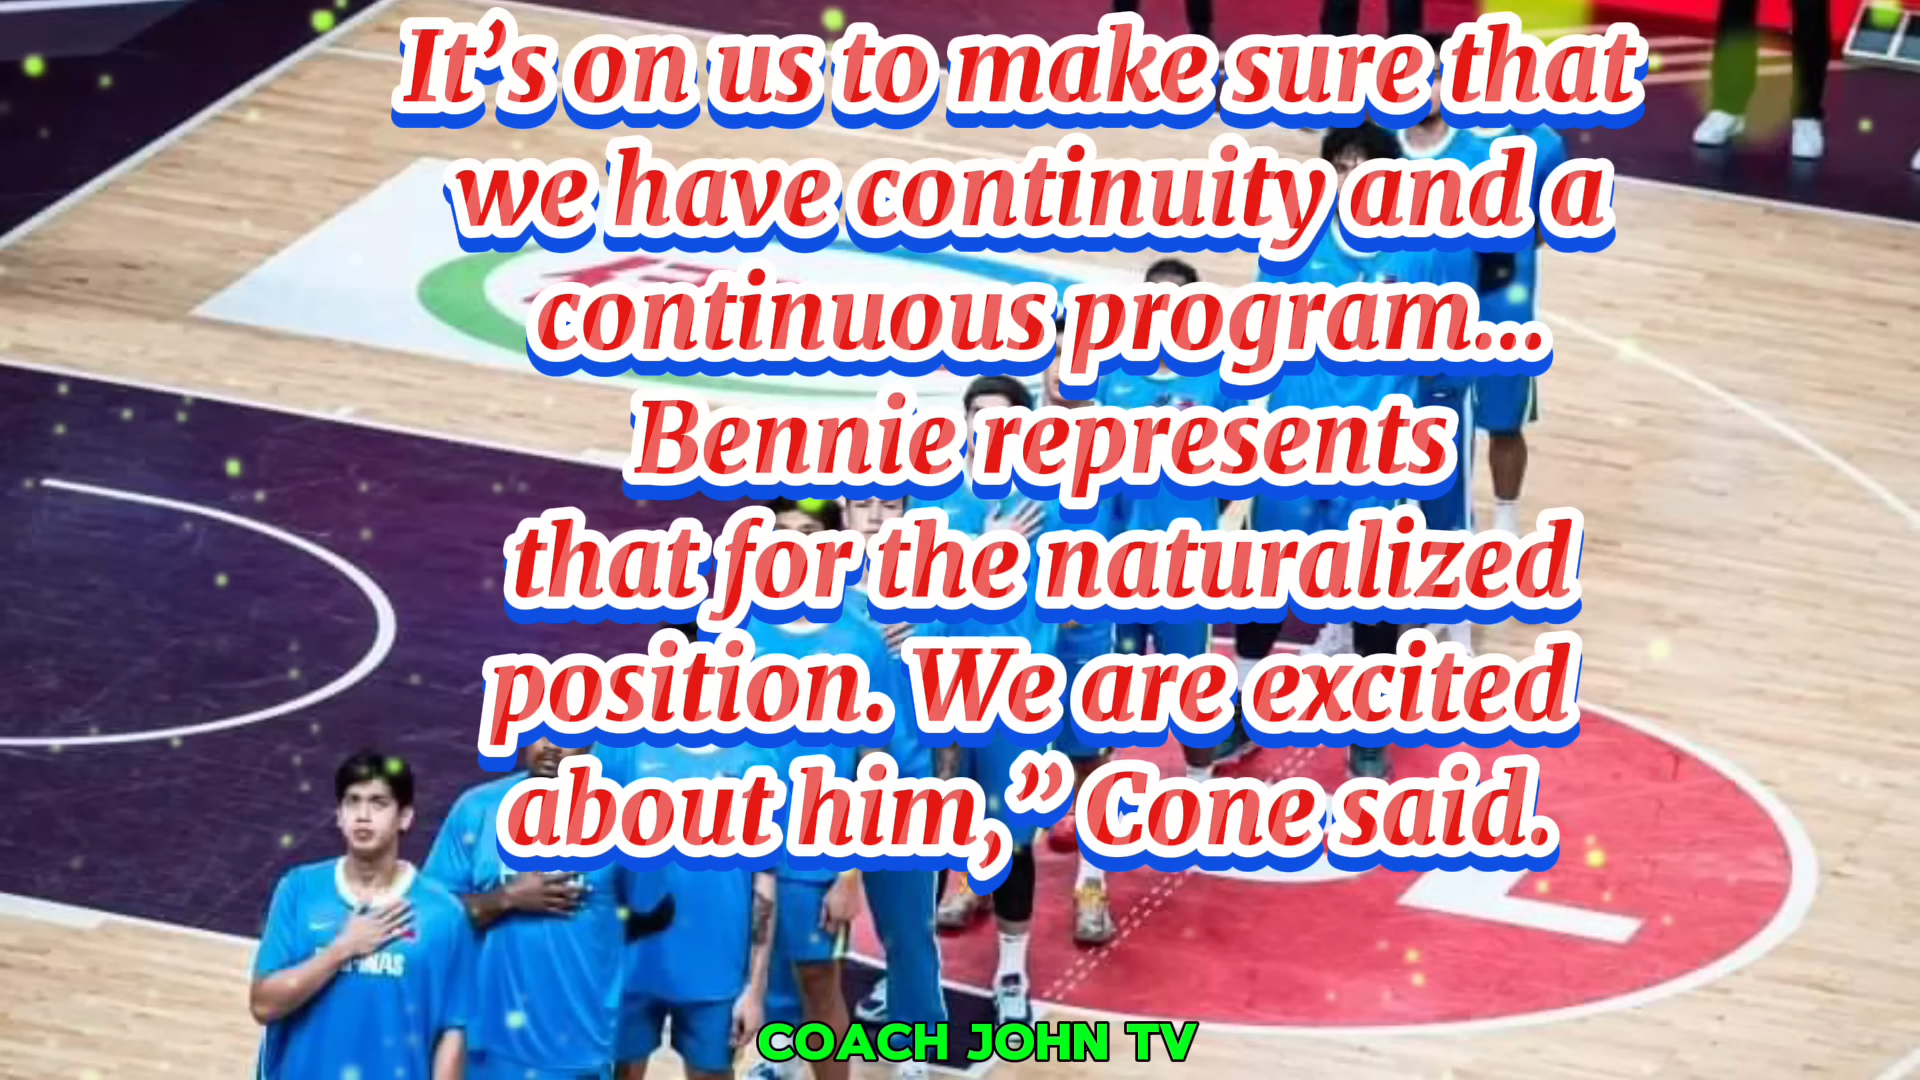 It’s on us to make sure that
we have continuity and a
continuous program...
Bennie represents
that for the naturalized
position. We are excited
about him,” Cone said.
COACH JOHN TV